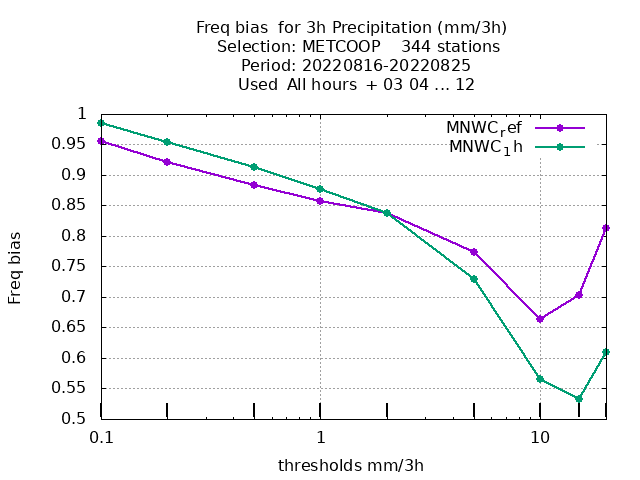 Freq bias  for 3h Precipitation (mm/3h)
Selection: METCOOP    344 stations
Period: 20220816-20220825
Used  All hours  + 03 04 ... 12
MNWCref
MNWC1h
1
0.95
0.9
0.85
0.8
0.75
0.7
0.65
0.6
0.55
0.5
Freq bias
0.1 1 10
thresholds mm/3h